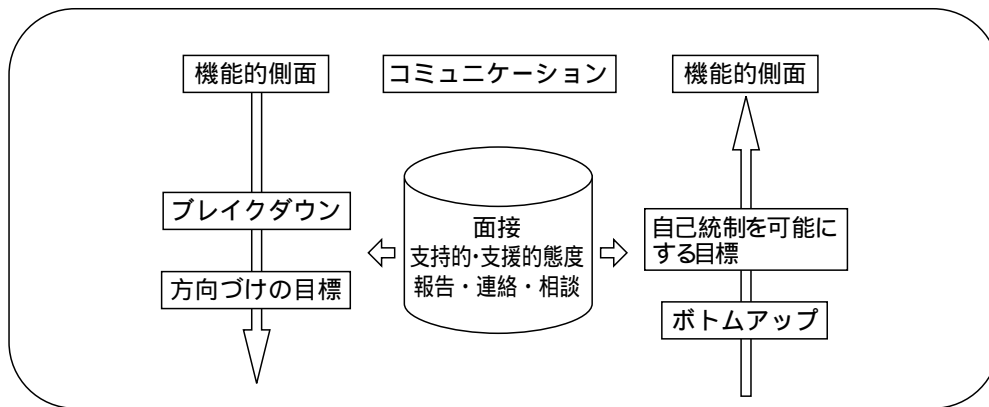 機能的側面
コミュニケーション
機能的側面
ブレイクダウン
方向づけの目標
面接
支持的・支援的態度
報告・連絡・相談
自己統制を可能に
する目標
ボトムアップ